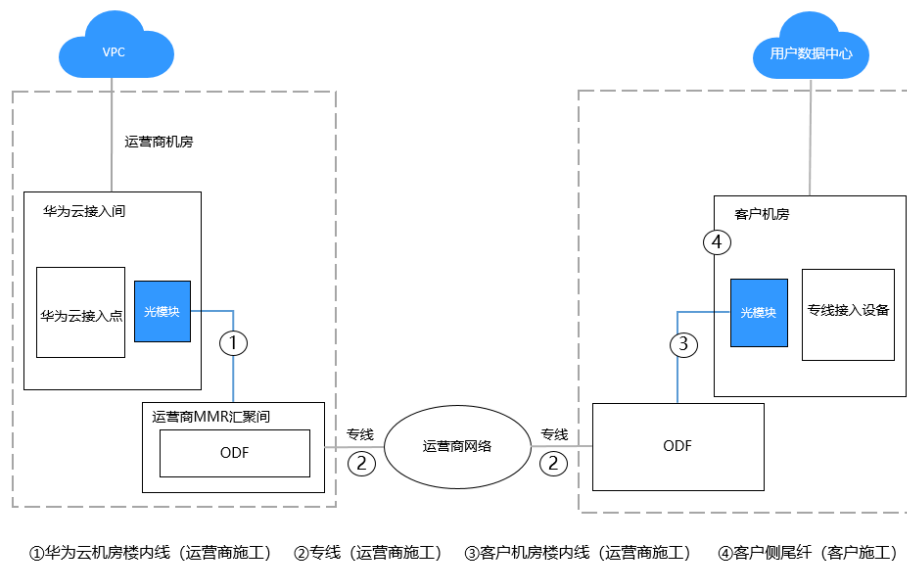 VPC
用户数据中心
运营商机房
华为云接入间
客户机房
④
华为云接入点
光模块
光模块
专线接入设备
①
③
运营商MMR汇聚间
ODF
专线
②
运营商网络
专线
②
ODF
①华为云机房楼内线（运营商施工） ②专线（运营商施工） ③客户机房楼内线（运营商施工） ④客户侧尾纤（客户施工）